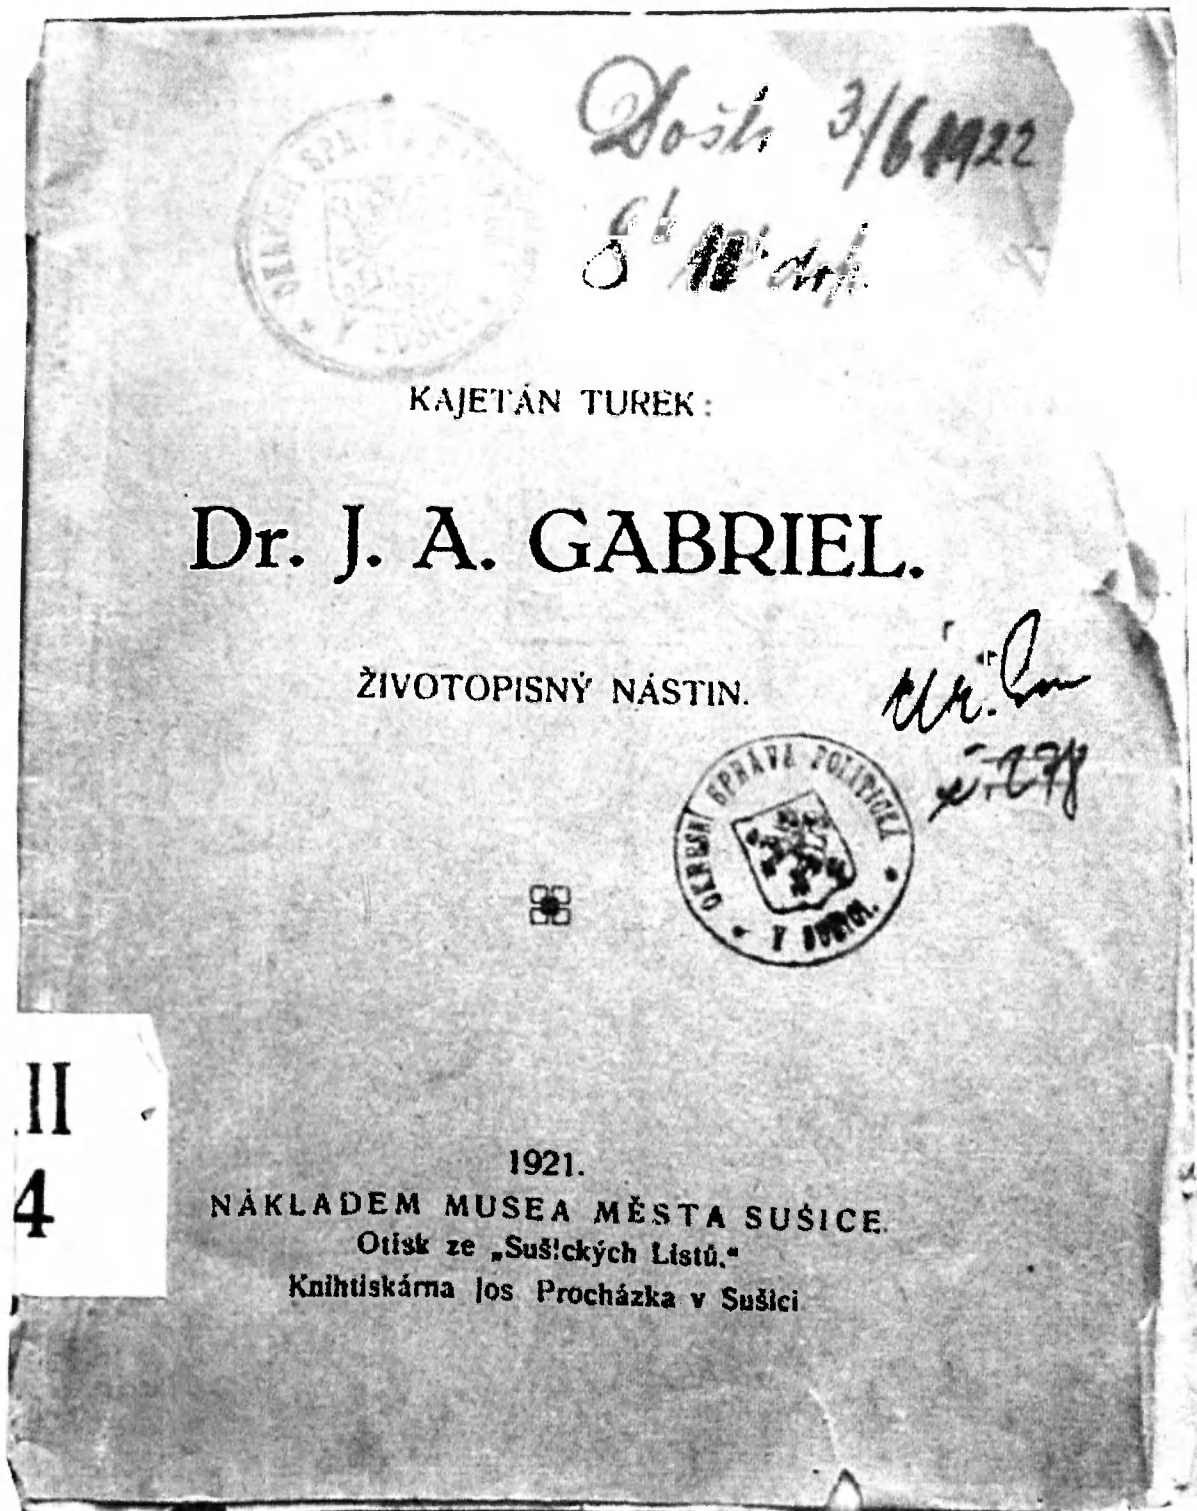 Došlo 3/6 1922
KAJETÁN TUREK:
Dr. J. A. GABRIEL.
ŽIVOTOPISNÝ NÁSTIN.
č. 278
OKRESNÍ SPRÁVA POLITICKÁ
V SUŠICI.
II
4
1921.
NÁKLADEM MUSEA MĚSTA SUŠICE.
Otisk ze „Sušických Listů.“
Knihtiskárna Jos Procházka v Sušici